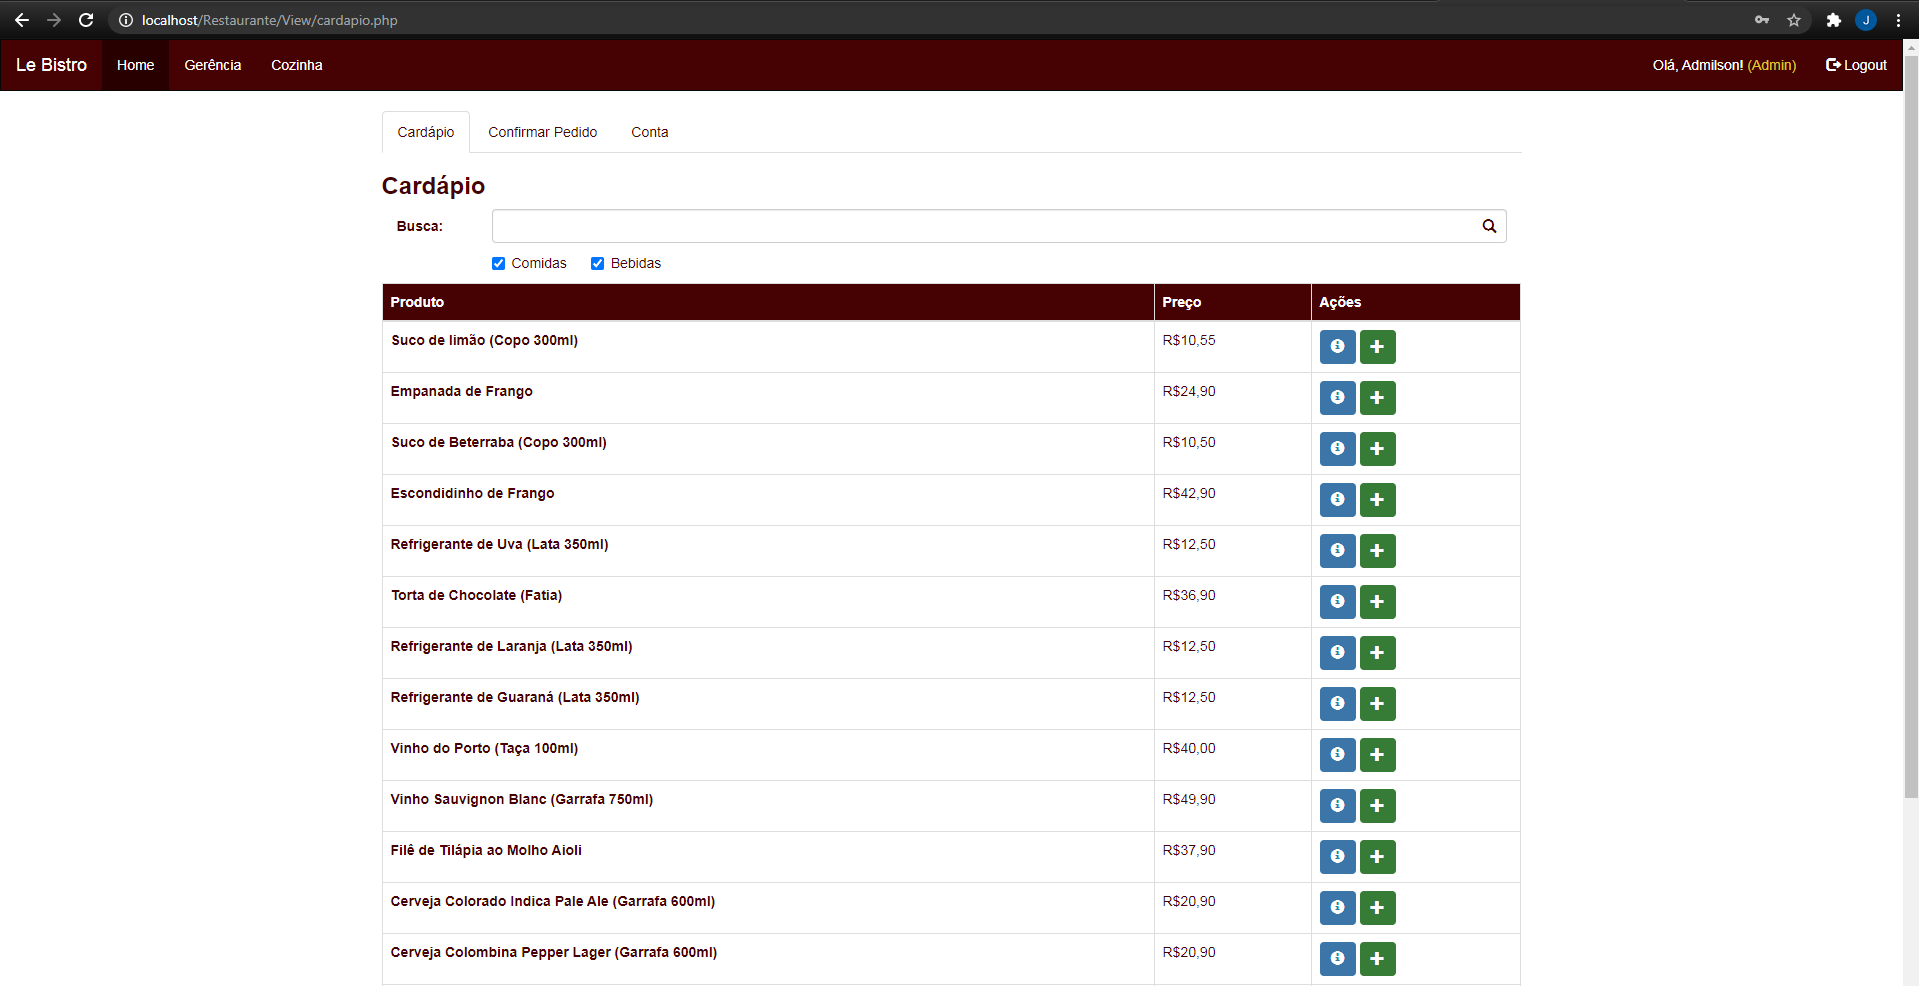 localhost/Restaurante/View/cardapio.php
J
Le Bistro Home Gerência Cozinha Olá, Admilson! (Admin) Logout
Cardápio Confirmar Pedido Conta
Cardápio
Busca:
Comidas Bebidas
Produto Preço Ações
Suco de limão (Copo 300ml) R$10,55
Empanada de Frango R$24,90
Suco de Beterraba (Copo 300ml) R$10,50
Escondidinho de Frango R$42,90
Refrigerante de Uva (Lata 350ml) R$12,50
Torta de Chocolate (Fatia) R$36,90
Refrigerante de Laranja (Lata 350ml) R$12,50
Refrigerante de Guaraná (Lata 350ml) R$12,50
Vinho do Porto (Taça 100ml) R$40,00
Vinho Sauvignon Blanc (Garrafa 750ml) R$49,90
Filê de Tilápia ao Molho Aioli R$37,90
Cerveja Colorado Indica Pale Ale (Garrafa 600ml) R$20,90
Cerveja Colombina Pepper Lager (Garrafa 600ml) R$20,90